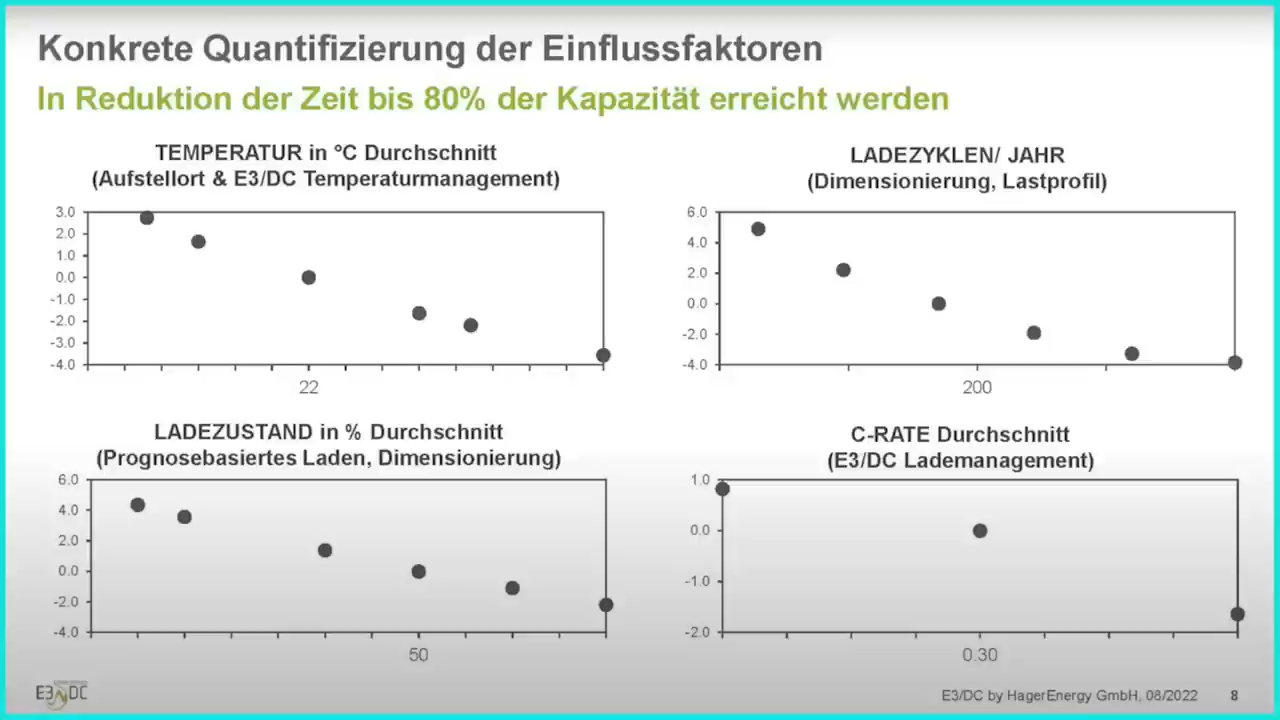 Konkrete Quantifizierung der Einflussfaktoren
In Reduktion der Zeit bis 80% der Kapazität erreicht werden
TEMPERATUR in °C Durchschnitt
(Aufstellort & E3/DC Temperaturmanagement)
3.0
2.0
1.0
0.0
-1.0
-2.0
-3.0
-4.0
22
LADEZYKLEN/ JAHR
(Dimensionierung, Lastprofil)
6.0
4.0
2.0
0.0
-2.0
-4.0
200
LADEZUSTAND in % Durchschnitt
(Prognosebasiertes Laden, Dimensionierung)
6.0
4.0
2.0
0.0
-2.0
-4.0
50
C-RATE Durchschnitt
(E3/DC Lademanagement)
1.0
0.0
-1.0
-2.0
0.30
E3/DC
E3/DC by HagerEnergy GmbH, 08/2022 8